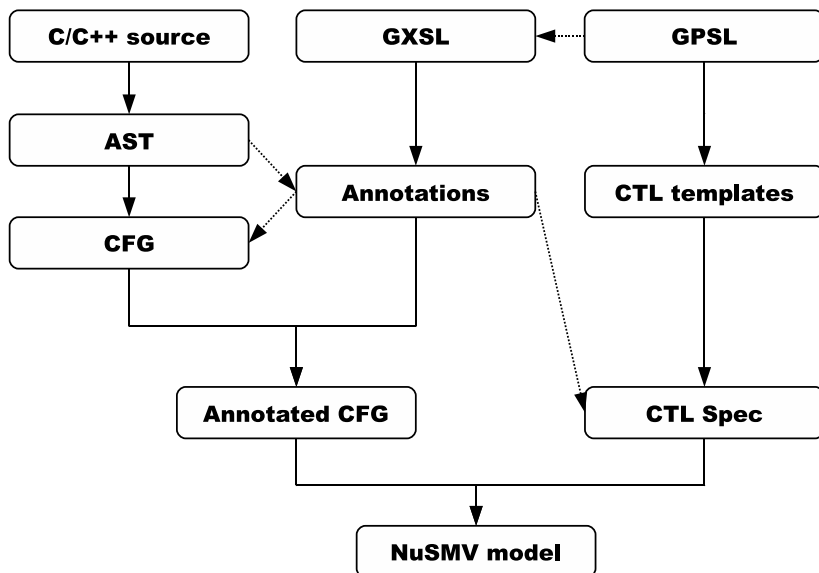 C/C++ source
GXSL
GPSL
AST
Annotations
CTL templates
CFG
Annotated CFG
CTL Spec
NuSMV model